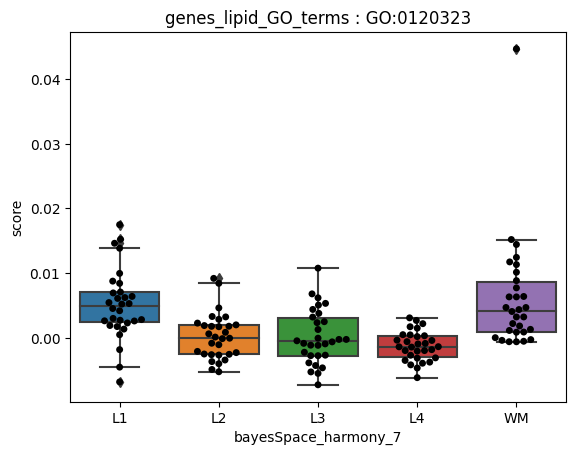 genes_lipid_GO_terms : GO:0120323
0.04
0.03
0.02
0.01
0.00
score
L1 L2 L3 L4 WM
bayesSpace_harmony_7